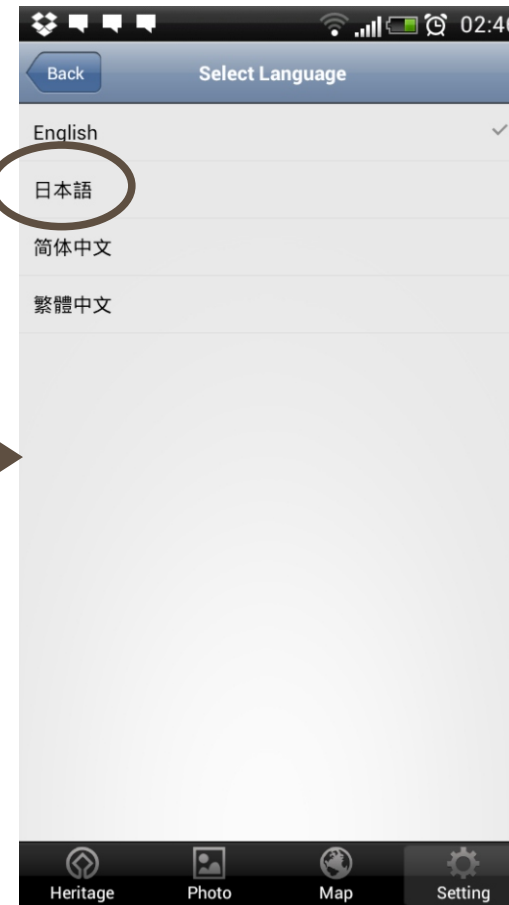 02:40
Back
Select Language
English
日本語
简体中文
繁體中文
Heritage
Photo
Map
Setting